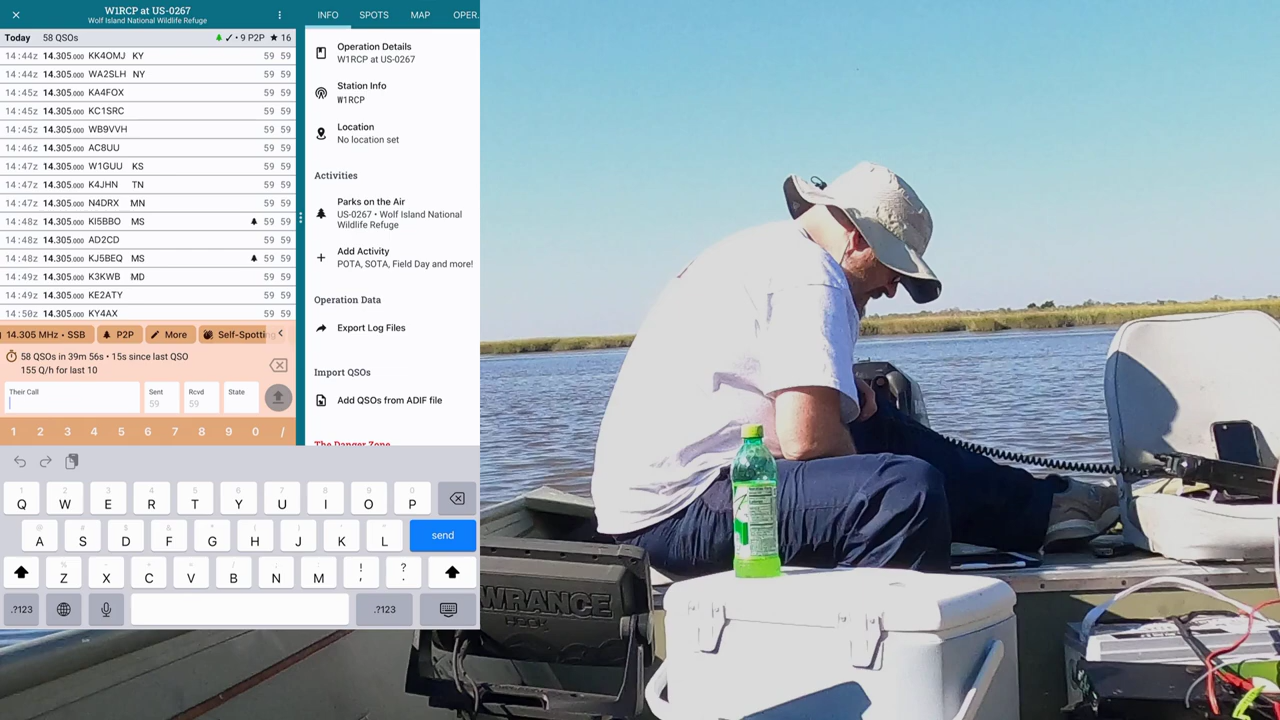 W1RCP at US-0267
Wolf Island National Wildlife Refuge
Today 58 QSOs ✓ • 9 P2P ★ 16
14:44z 14.305.000 KK4OMJ KY 59 59
14:44z 14.305.000 WA2SLH NY 59 59
14:45z 14.305.000 KA4FOX 59 59
14:45z 14.305.000 KC1SRC 59 59
14:45z 14.305.000 WB9VVH 59 59
14:46z 14.305.000 AC8UU 59 59
14:47z 14.305.000 W1GUU KS 59 59
14:47z 14.305.000 K4JHN TN 59 59
14:47z 14.305.000 N4DRX MN 59 59
14:48z 14.305.000 KI5BBO MS 59 59
14:48z 14.305.000 AD2CD 59 59
14:48z 14.305.000 KJ5BEQ MS 59 59
14:49z 14.305.000 K3KWB MD 59 59
14:49z 14.305.000 KE2ATY 59 59
14:50z 14.305.000 KY4AX 59 59
14.305 MHz • SSB P2P More Self-Spotting
58 QSOs in 39m 56s • 15s since last QSO
150 Q/h for last 10
Their Call Sent Rcvd State
59 59
1 2 3 4 5 6 7 8 9 0 /
INFO SPOTS MAP OPER.
Operation Details
W1RCP at US-0267
Station Info
W1RCP
Location
No location set
Activities
Parks on the Air
US-0267 • Wolf Island National
Wildlife Refuge
Add Activity
POTA, SOTA, Field Day and more!
Operation Data
Export Log Files
Import QSOs
Add QSOs from ADIF file
The Danger Zone
1 2 3 4 5 6 7 8 9 0
Q W E R T Y U I O P
@ # $ & * ( ) ' "
A S D F G H J K L send
% - + = / ; : ! ?
Z X C V B N M , .
.?123 .?123
WRANCE